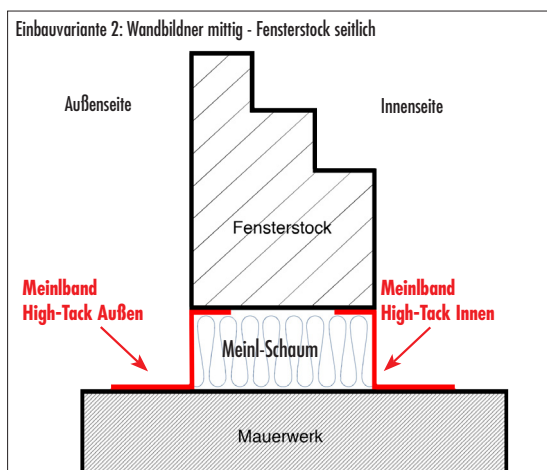 Einbauvariante 2: Wandbildner mittig - Fensterstock seitlich
Außenseite
Innenseite
Fensterstock
Meinlband
High-Tack Außen
Meinlband
High-Tack Innen
Meinl-Schaum
Mauerwerk